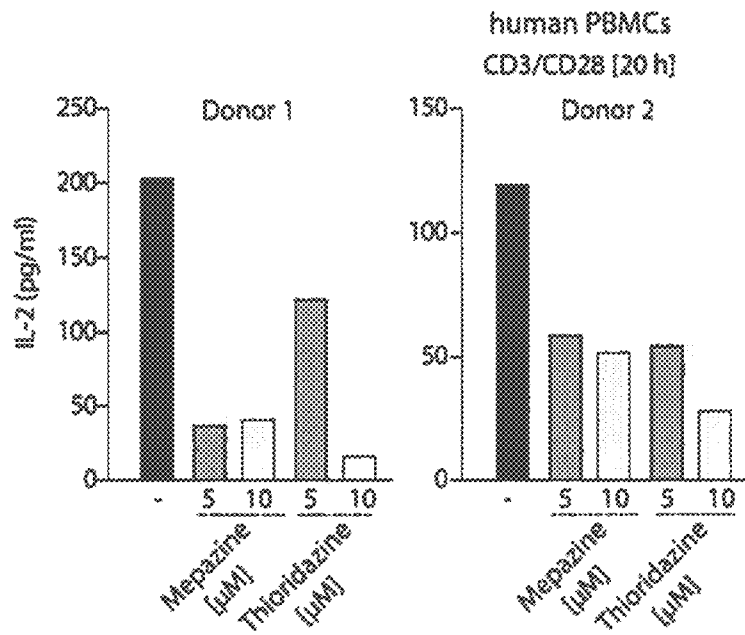 human PBMCs
CD3/CD28 [20 h]
Donor 1
Donor 2
IL-2 (pg/ml)
250
200
150
100
50
0
150
100
50
0
- 5 10 5 10
Mepazine [µM]
Thioridazine [µM]
- 5 10 5 10
Mepazine [µM]
Thioridazine [µM]